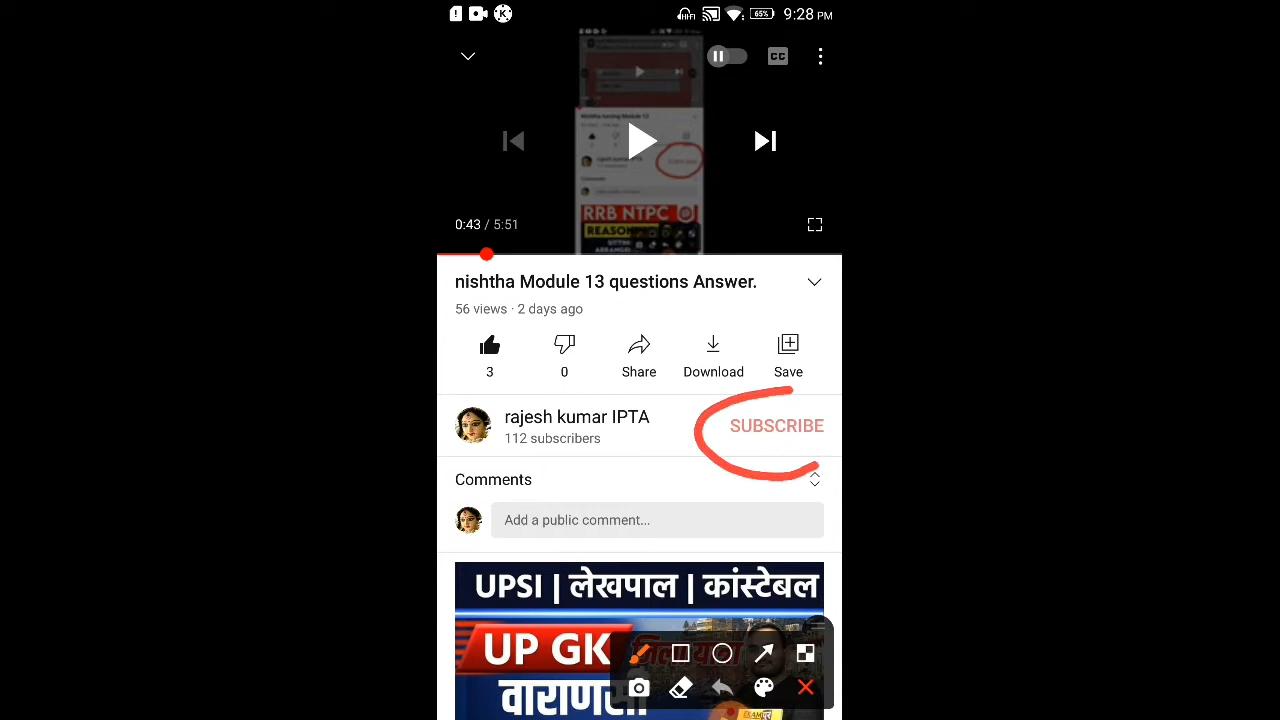 65% 9:28 PM
CC
RRB NTPC
REASONING
0:43 / 5:51
nishtha Module 13 questions Answer.
56 views · 2 days ago
3 0 Share Download Save
rajesh kumar IPTA
112 subscribers
SUBSCRIBE
Comments
Add a public comment...
UPSI | लेखपाल | कांस्टेबल
UP GK
वाराणसी